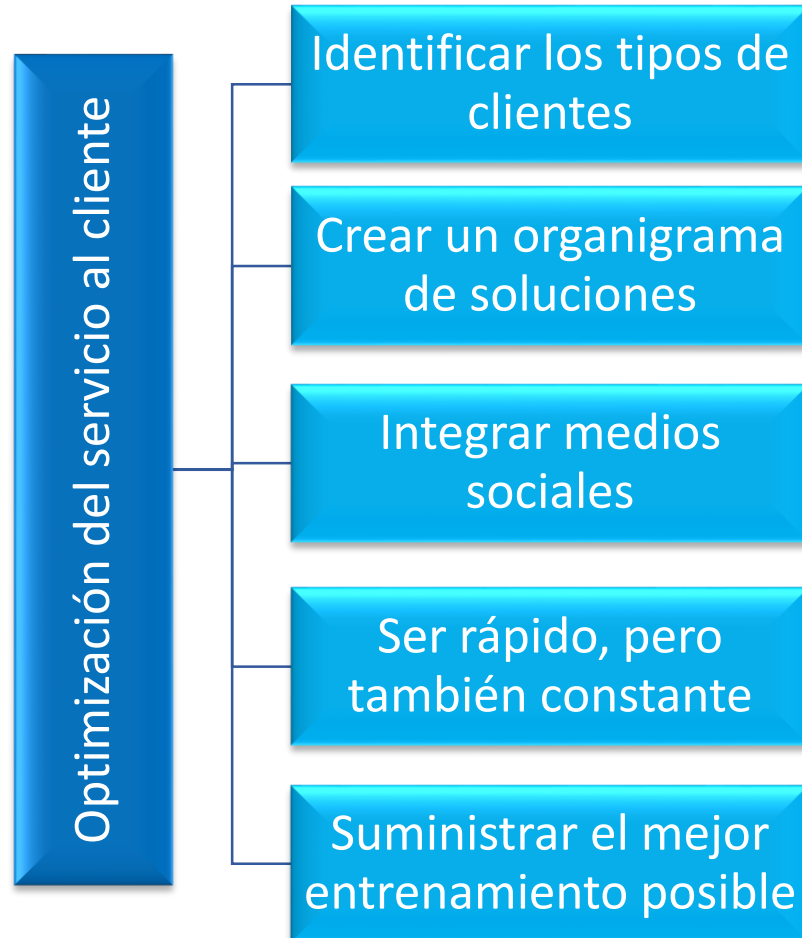 Optimización del servicio al cliente
Identificar los tipos de
clientes
Crear un organigrama
de soluciones
Integrar medios
sociales
Ser rápido, pero
también constante
Suministrar el mejor
entrenamiento posible